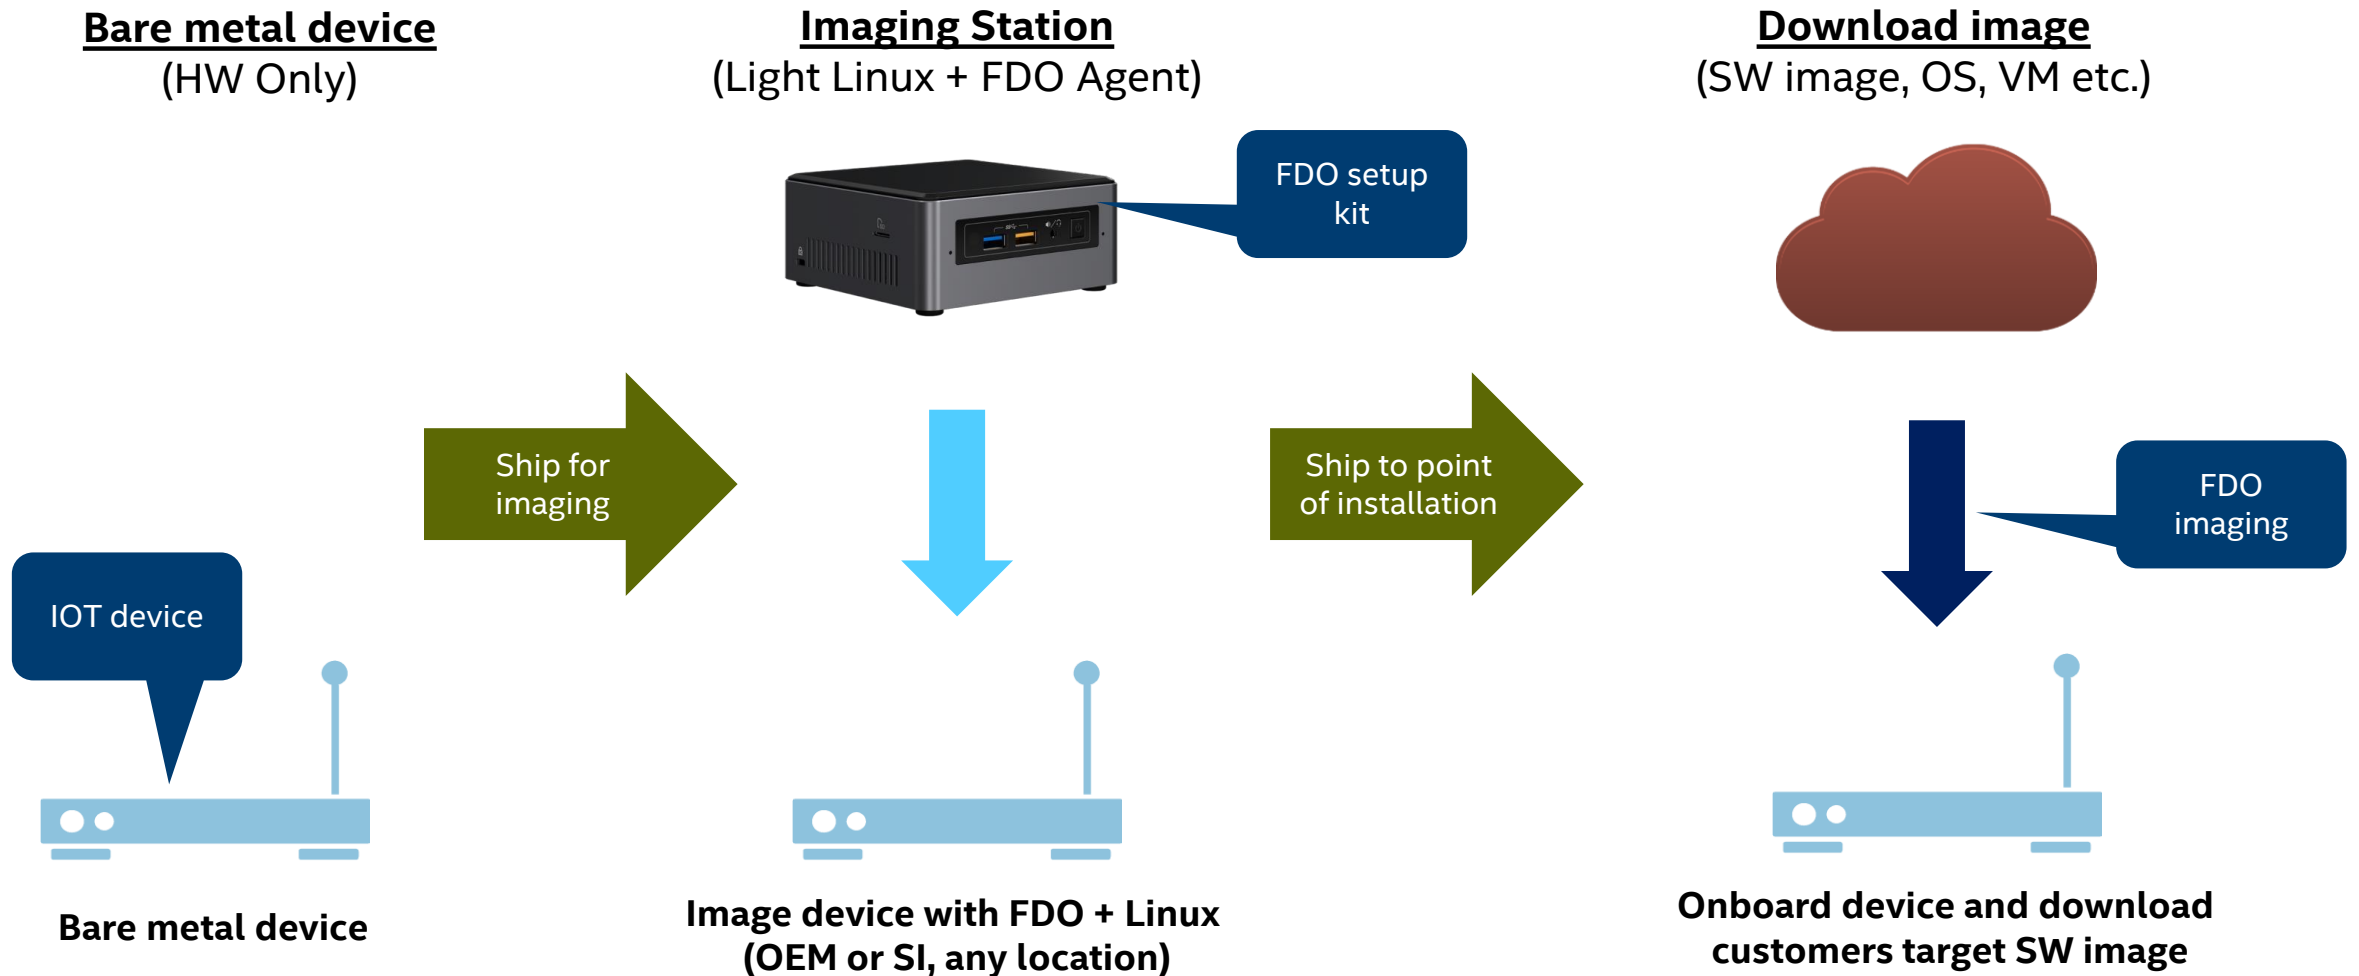 Bare metal device
(HW Only)
Imaging Station
(Light Linux + FDO Agent)
Download image
(SW image, OS, VM etc.)
FDO setup
kit
Ship for
imaging
Ship to point
of installation
FDO
imaging
IOT device
Bare metal device
Image device with FDO + Linux
(OEM or SI, any location)
Onboard device and download
customers target SW image